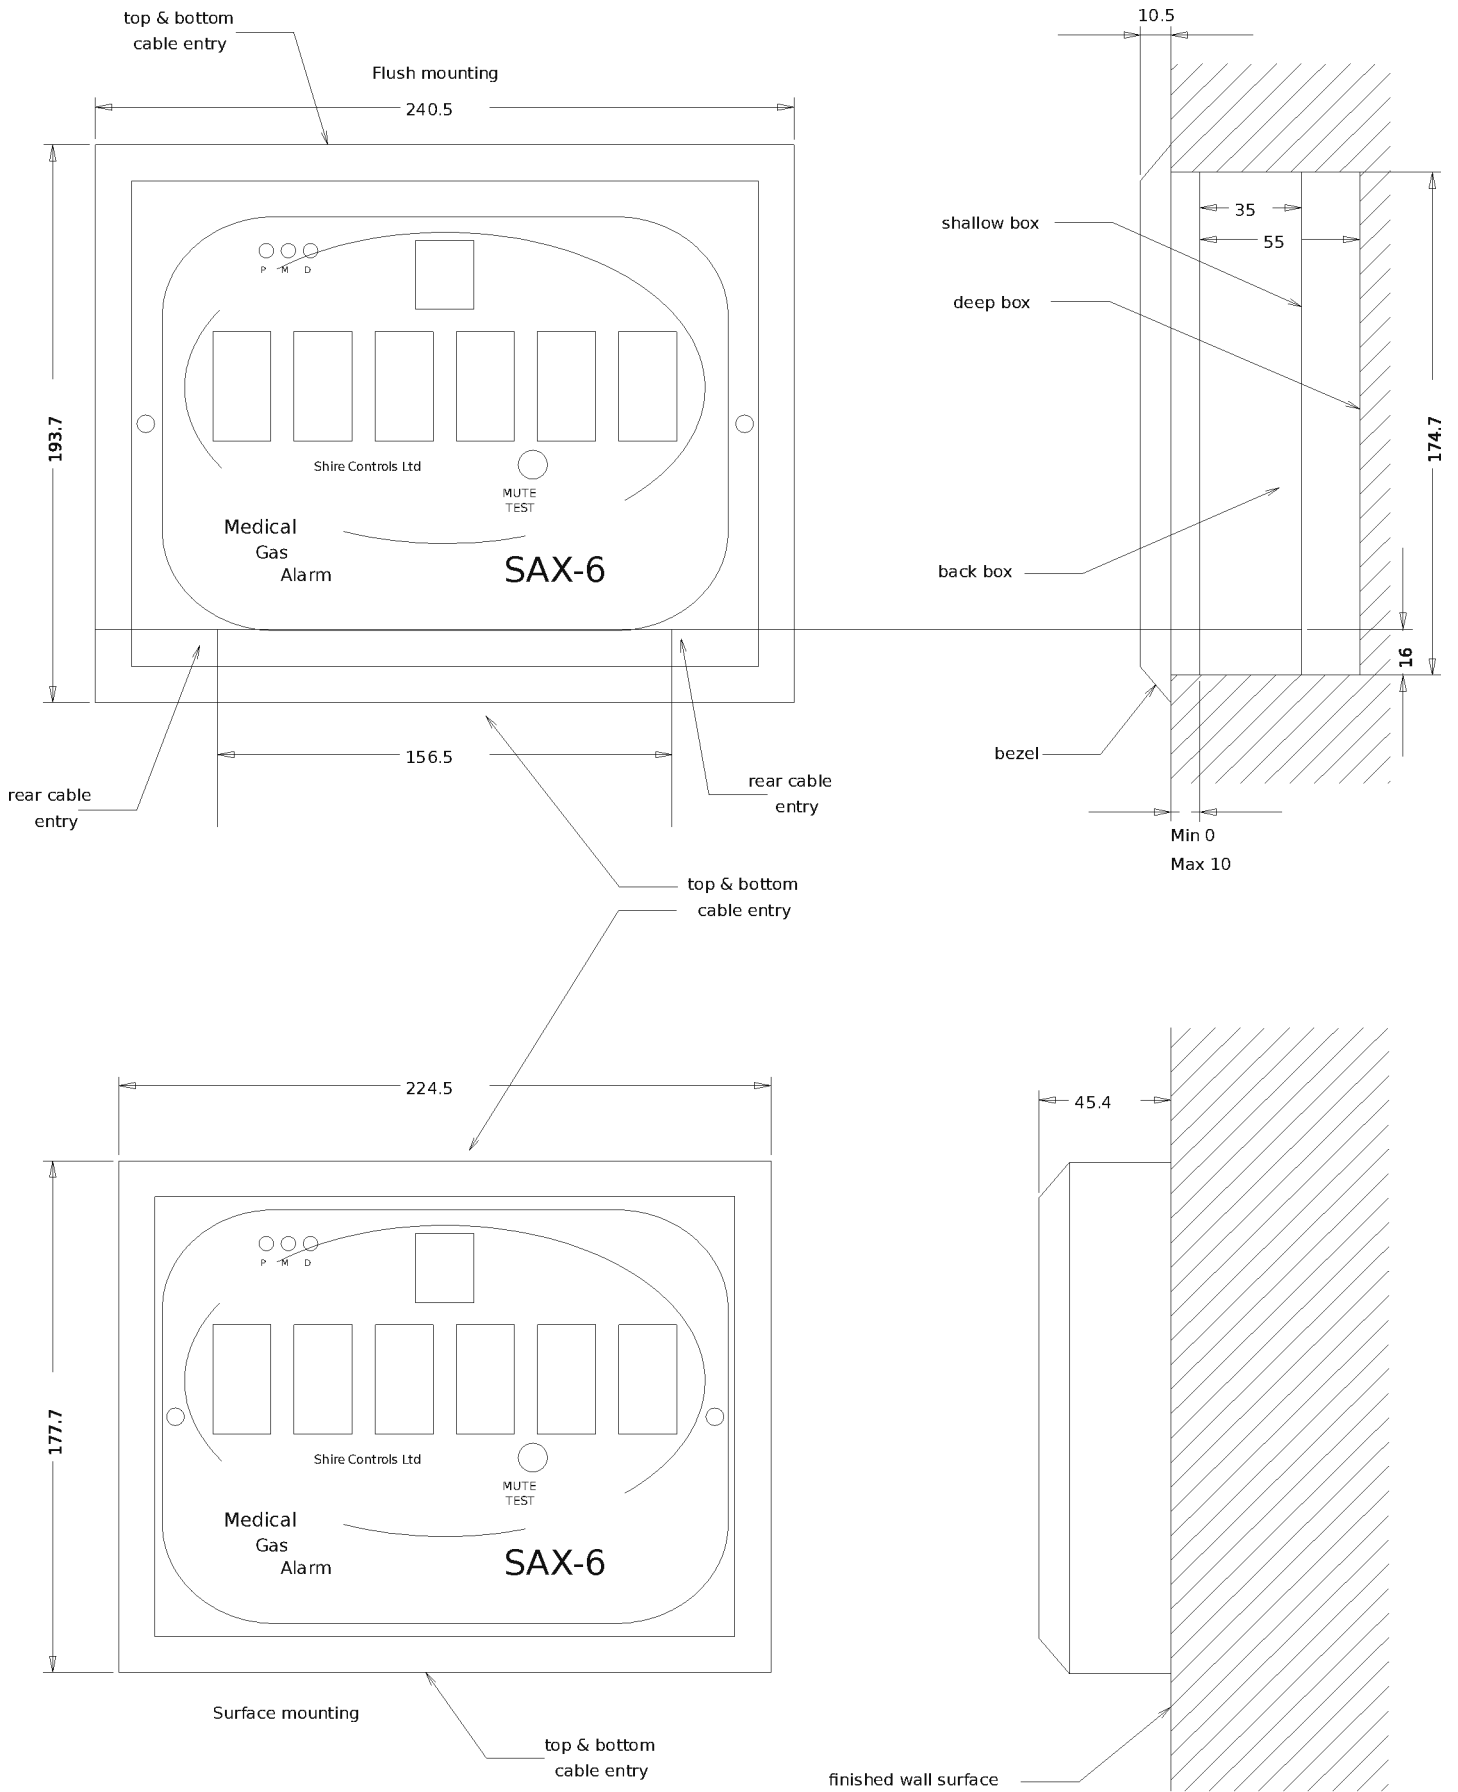 top & bottom
cable entry
Flush mounting
240.5
10.5
193.7
P M D
Shire Controls Ltd
MUTE
TEST
Medical
Gas
Alarm
SAX-6
156.5
rear cable
entry
rear cable
entry
top & bottom
cable entry
35
55
shallow box
deep box
174.7
back box
16
bezel
Min 0
Max 10
224.5
177.7
P M D
Shire Controls Ltd
MUTE
TEST
Medical
Gas
Alarm
SAX-6
Surface mounting
top & bottom
cable entry
45.4
finished wall surface